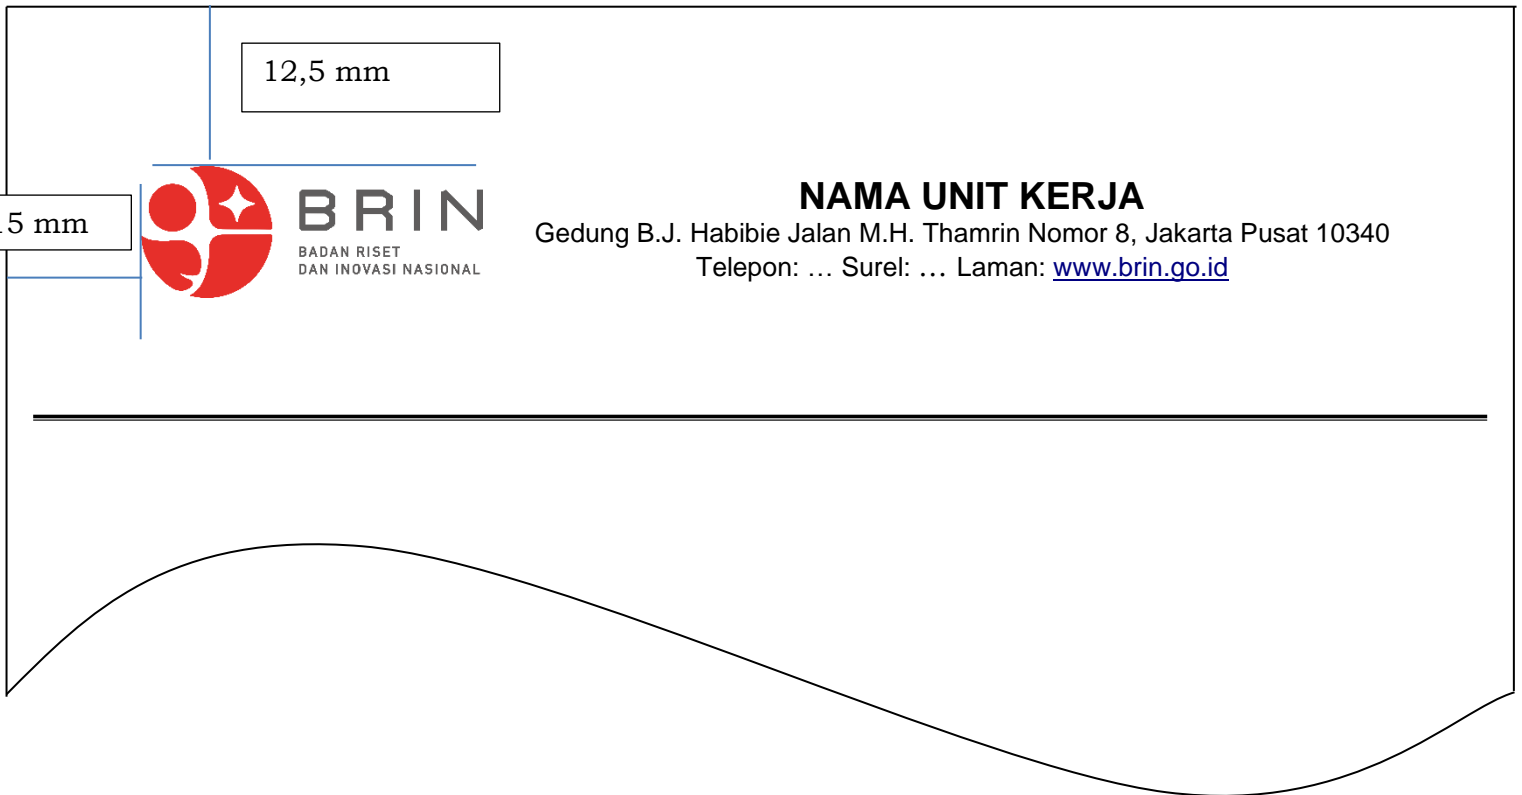 12,5 mm
BRIN
NAMA UNIT KERJA
5 mm
Gedung B.J. Habibie Jalan M.H. Thamrin Nomor 8, Jakarta Pusat 10340
BADAN RISET
DAN INOVASI NASIONAL
Telepon: … Surel: … Laman: www.brin.go.id